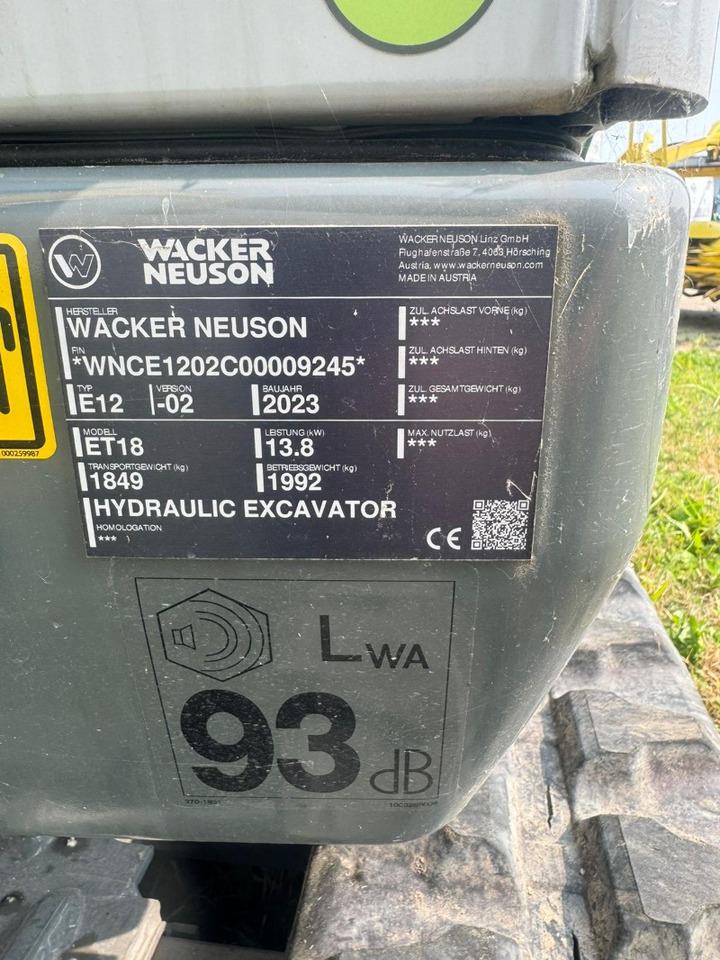 WACKER
NEUSON
WACKER NEUSON Linz GmbH
Flughafenstraße 7, 4063 Hörsching
Austria, www.wackerneuson.com
MADE IN AUSTRIA
HERSTELLER
WACKER NEUSON
FIN
*WNCE1202C00009245*
TYP VERSION BAUJAHR
E12 -02 2023
ZUL. ACHSLAST VORNE (kg)
***
ZUL. ACHSLAST HINTEN (kg)
***
ZUL. GESAMTGEWICHT (kg)
***
MODELL LEISTUNG (kW)
ET18 13.8
MAX. NUTZLAST (kg)
***
TRANSPORTGEWICHT (kg) BETRIEBSGEWICHT (kg)
1849 1992
HYDRAULIC EXCAVATOR
HOMOLOGATION
***
CE
000259987
LWA
93 dB